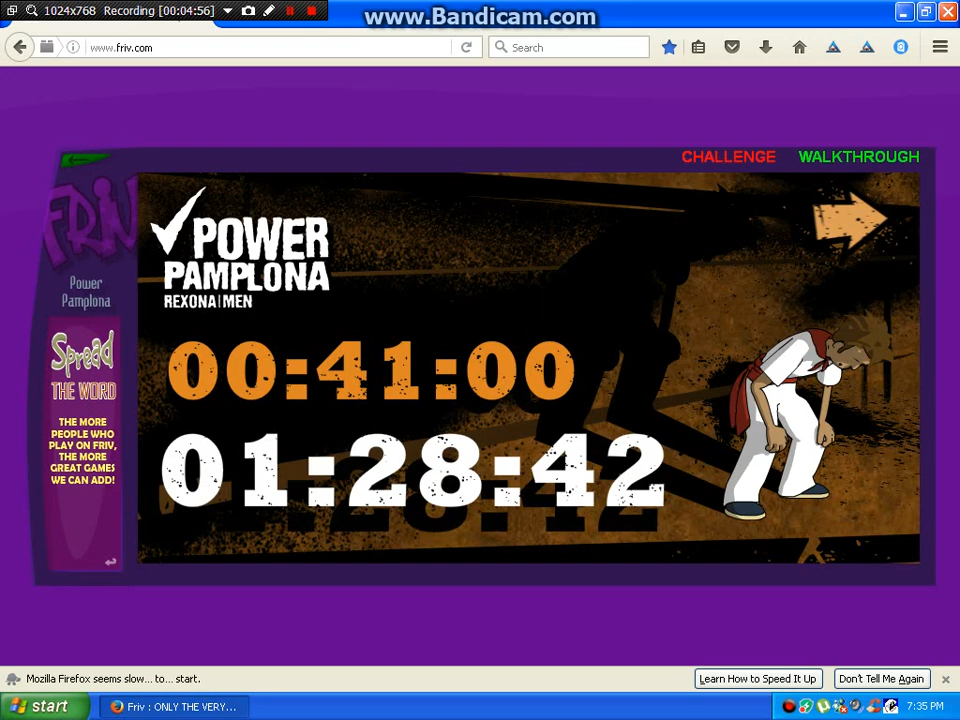 1024x768 Recording [00:04:56]
www.Bandicam.com
www.friv.com
Search
CHALLENGE WALKTHROUGH
FRIV
Power
Pamplona
Spread
THE WORD
THE MORE
PEOPLE WHO
PLAY ON FRIV,
THE MORE
GREAT GAMES
WE CAN ADD!
POWER
PAMPLONA
REXONA|MEN
00:41:00
01:28:42
Mozilla Firefox seems slow... to... start.
Learn How to Speed It Up
Don't Tell Me Again
start
Friv : ONLY THE VERY...
7:35 PM